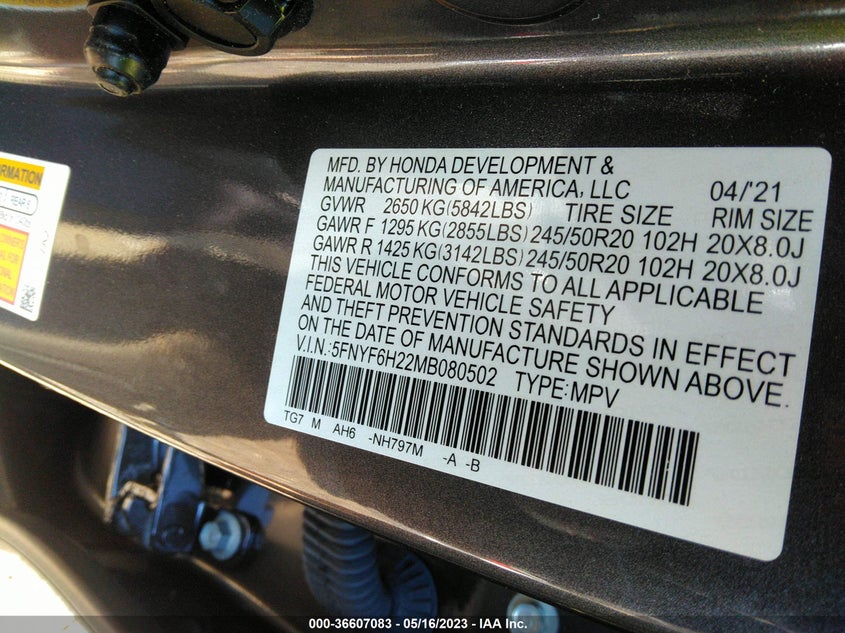 MFD. BY HONDA DEVELOPMENT &
MANUFACTURING OF AMERICA, LLC 04/'21
GVWR 2650 KG(5842LBS) TIRE SIZE RIM SIZE
GAWR F 1295 KG(2855LBS) 245/50R20 102H 20X8.0J
GAWR R 1425 KG(3142LBS) 245/50R20 102H 20X8.0J
THIS VEHICLE CONFORMS TO ALL APPLICABLE
FEDERAL MOTOR VEHICLE SAFETY
AND THEFT PREVENTION STANDARDS IN EFFECT
ON THE DATE OF MANUFACTURE SHOWN ABOVE.
V.I.N.: 5FNYF6H22MB080502 TYPE: MPV
TG7 M AH6 -NH797M -A -B
RMATION
REAR
000-36607083 - 05/16/2023 - IAA Inc.